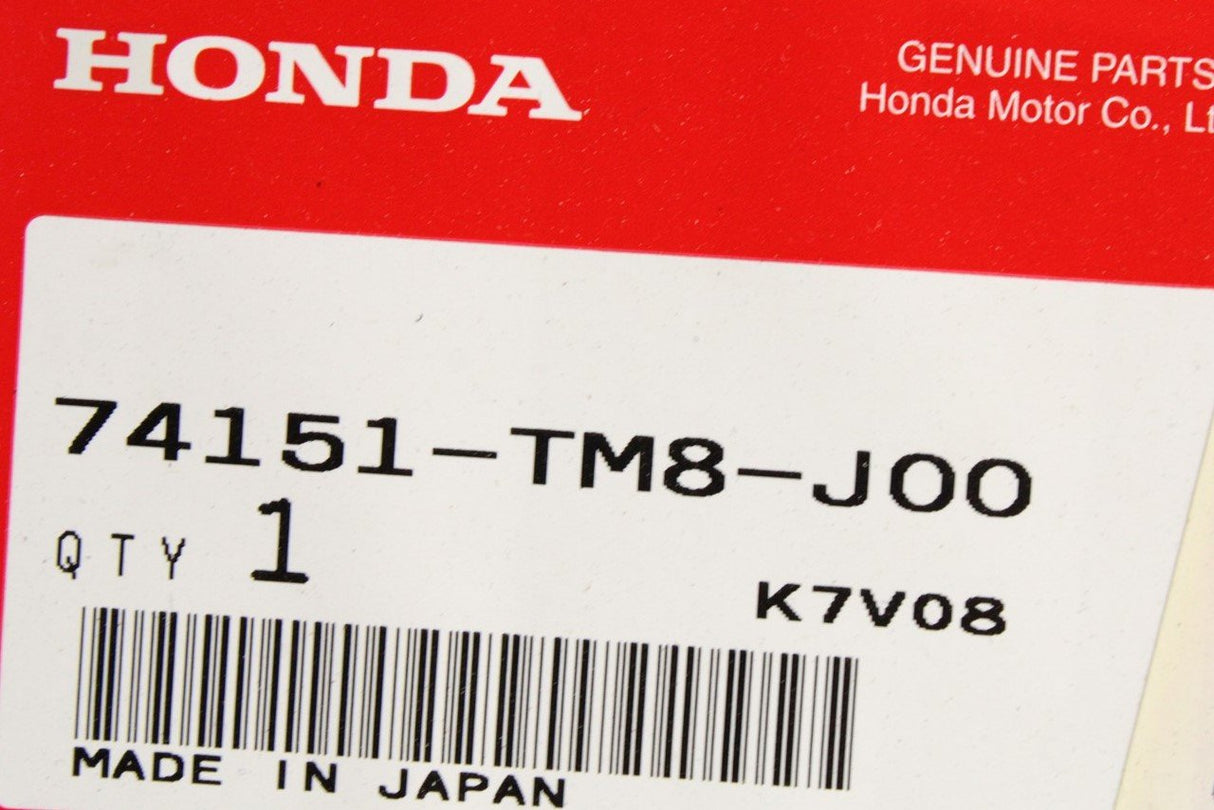 HONDA
GENUINE PARTS
Honda Motor Co.,
74151-TM8-J00
QTY 1
K7V08
MADE IN JAPAN